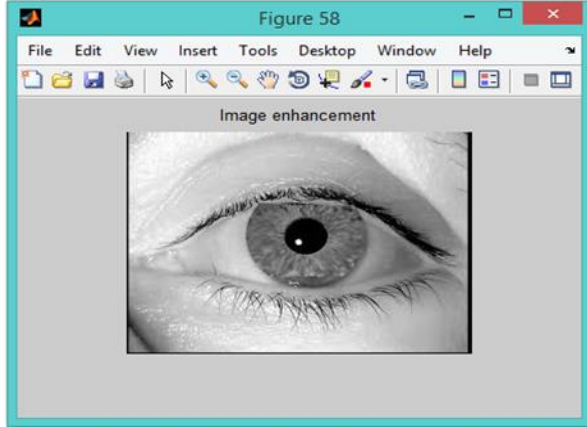 Figure 58
File Edit View Insert Tools Desktop Window Help
Image enhancement